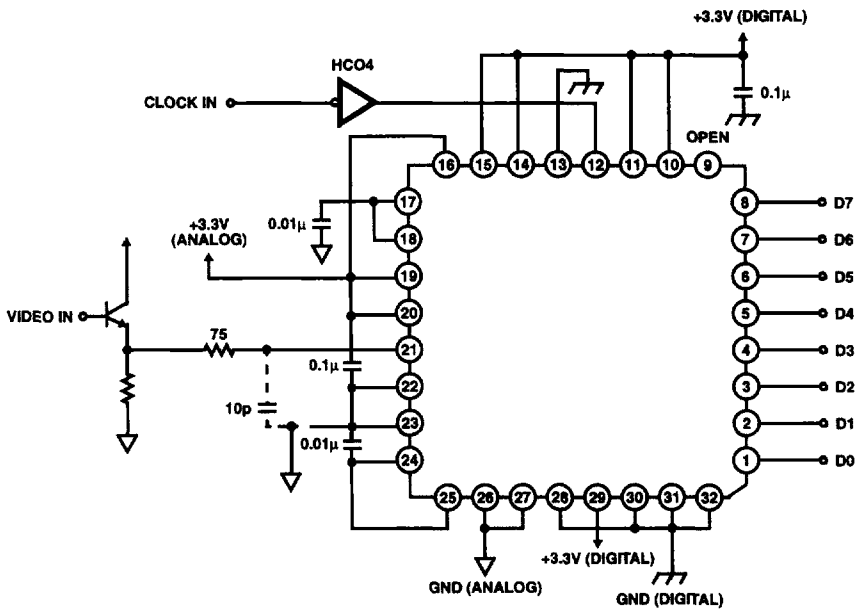 +3.3V (DIGITAL)
HCO4
CLOCK IN
0.1µ
OPEN
16 15 14 13 12 11 10 9
17
0.01µ
18
+3.3V
(ANALOG)
19
20
VIDEO IN
75
21
0.1µ
22
10p
23
0.01µ
24
8 D7
7 D6
6 D5
5 D4
4 D3
3 D2
2 D1
1 D0
25 26 27 28 29 30 31 32
+3.3V (DIGITAL)
GND (ANALOG)
GND (DIGITAL)